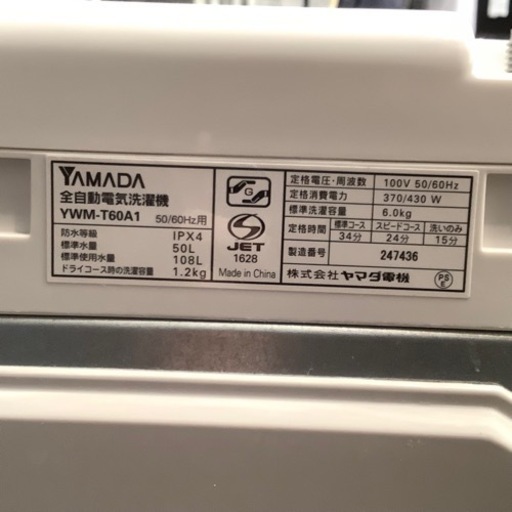 YAMADA
全自動電気洗濯機
YWM-T60A1 50/60Hz用
防水等級 IPX4
標準水量 50L
標準使用水量 108L
ドライコース時の洗濯容量 1.2kg
G
JET
1628
Made in China
定格電圧・周波数 100V 50/60Hz
定格消費電力 370/430 W
標準洗濯容量 6.0kg
定格時間 標準コース スピードコース 洗いのみ
34分 24分 15分
製造番号 247436
株式会社 ヤマダ電機
PS
E